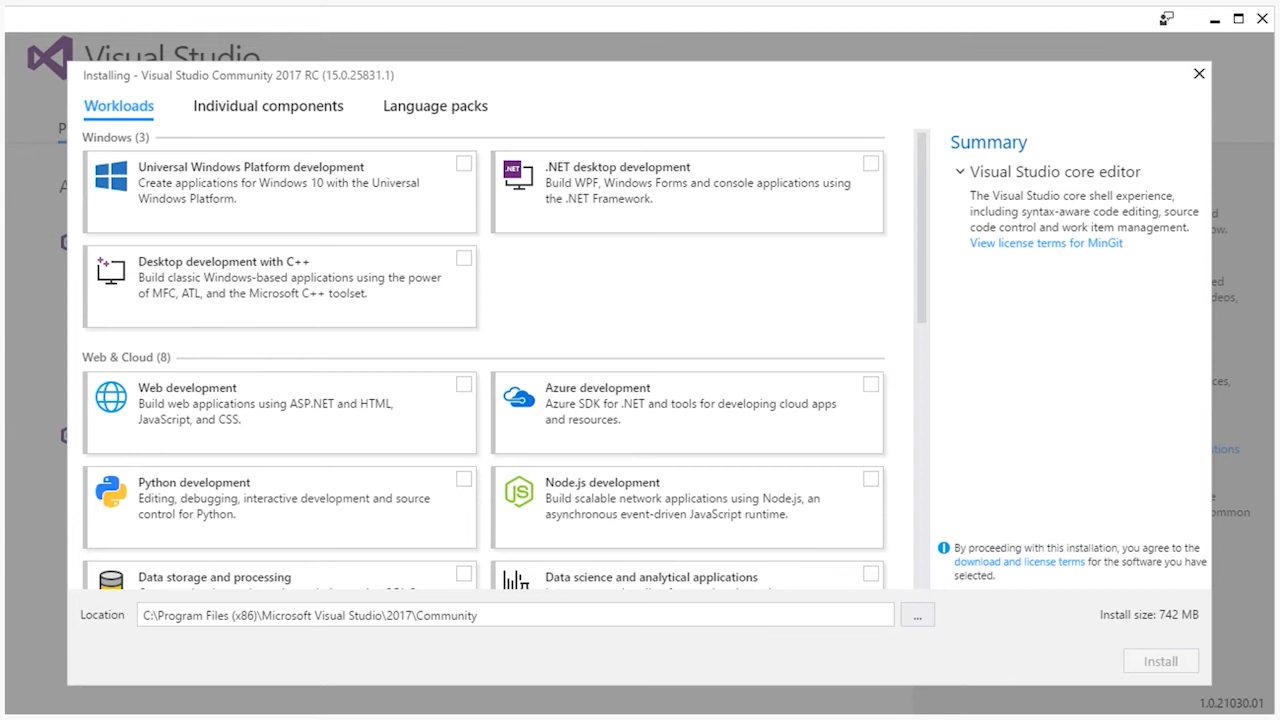 Visual Studio
Installing - Visual Studio Community 2017 RC (15.0.25831.1)
Workloads Individual components Language packs
Windows (3)
Universal Windows Platform development
Create applications for Windows 10 with the Universal
Windows Platform.
.NET
.NET desktop development
Build WPF, Windows Forms and console applications using
the .NET Framework.
Desktop development with C++
Build classic Windows-based applications using the power
of MFC, ATL, and the Microsoft C++ toolset.
Web & Cloud (8)
Web development
Build web applications using ASP.NET and HTML,
JavaScript, and CSS.
Azure development
Azure SDK for .NET and tools for developing cloud apps
and resources.
Python development
Editing, debugging, interactive development and source
control for Python.
JS
Node.js development
Build scalable network applications using Node.js, an
asynchronous event-driven JavaScript runtime.
Data storage and processing
Data science and analytical applications
Summary
Visual Studio core editor
The Visual Studio core shell experience,
including syntax-aware code editing, source
code control and work item management.
View license terms for MinGit
By proceeding with this installation, you agree to the
download and license terms for the software you have
selected.
Location C:\Program Files (x86)\Microsoft Visual Studio\2017\Community ... Install size: 742 MB
Install
1.0.21030.01